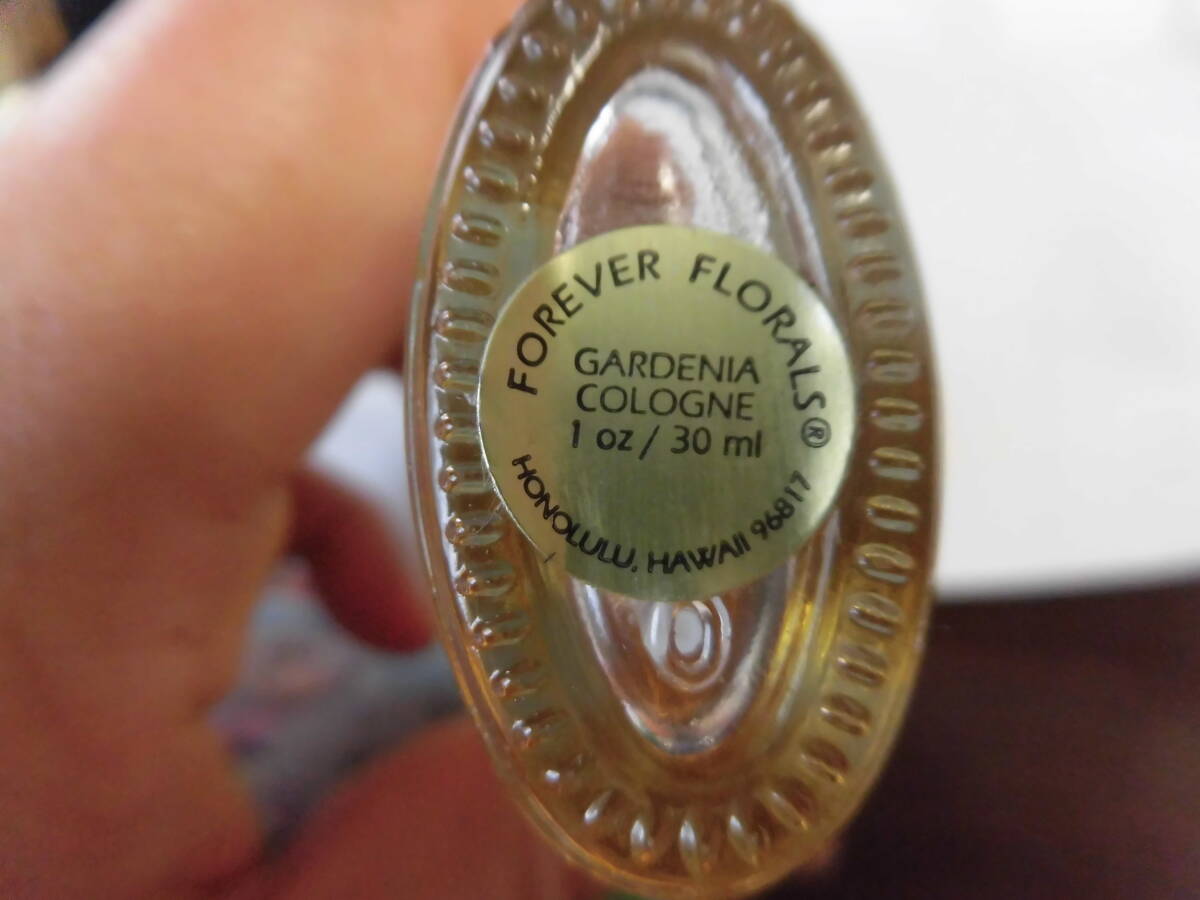 FOREVER FLORALS®
GARDENIA
COLOGNE
1 oz / 30 ml
HONOLULU, HAWAII 96817